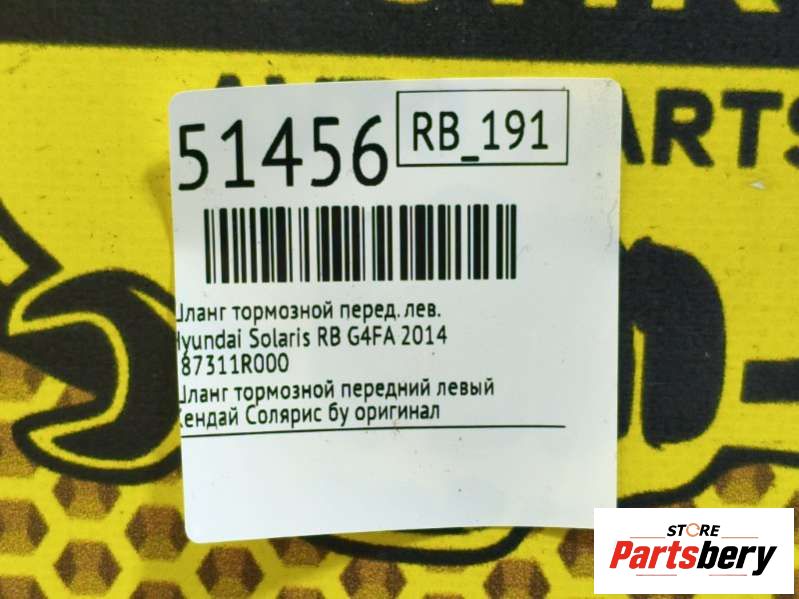 ARTS
51456
RB_191
Шланг тормозной перед. лев.
Hyundai Solaris RB G4FA 2014
87311R000
Шланг тормозной передний левый
Хендай Солярис бу оригинал
STORE
Partsbery